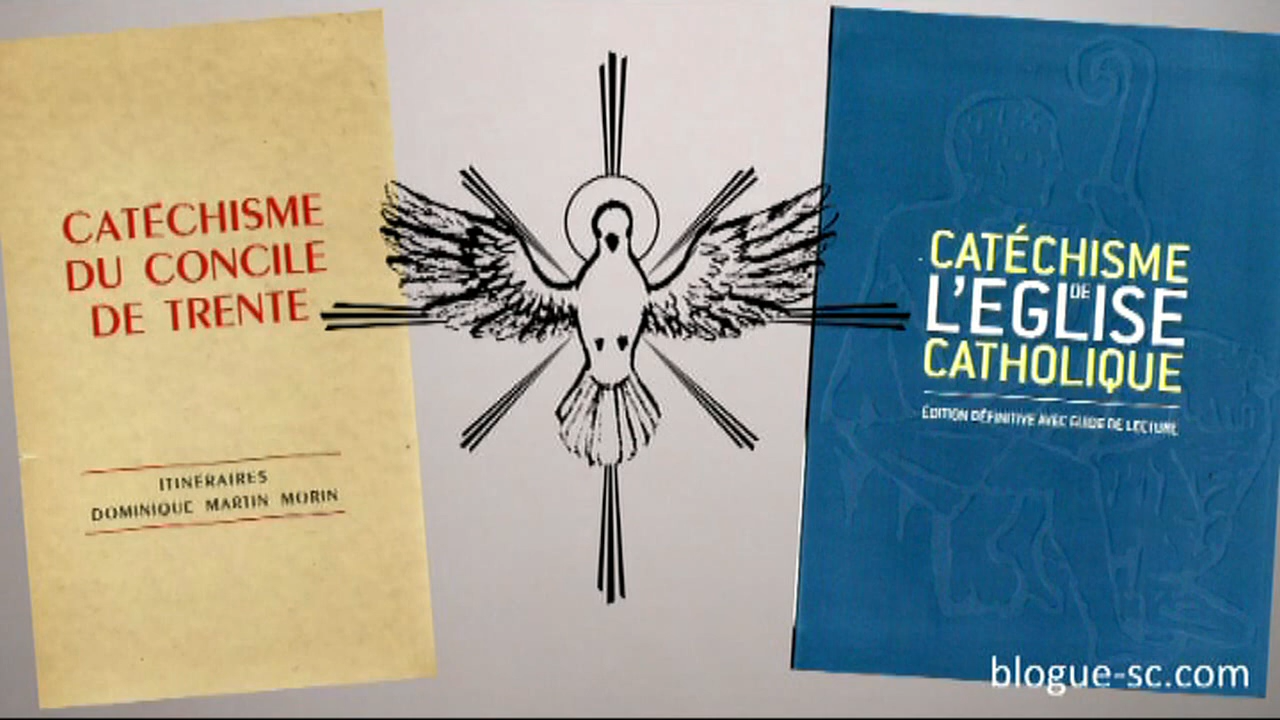 CATÉCHISME
DU CONCILE
DE TRENTE
ITINÉRAIRES
DOMINIQUE MARTIN MORIN
CATÉCHISME
DE
L'EGLISE
CATHOLIQUE
ÉDITION DÉFINITIVE AVEC GUIDE DE LECTURE
blogue-sc.com